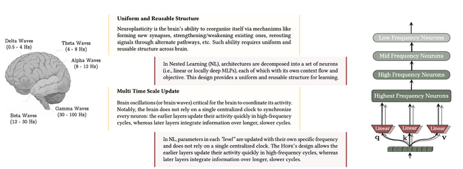 Delta Waves
(0.5 - 4 Hz)
Theta Waves
(4 - 8 Hz)
Alpha Waves
(8 - 12 Hz)
Beta Waves
(12 - 30 Hz)
Gamma Waves
(30 - 100 Hz)
Uniform and Reusable Structure
Neuroplasticity is the brain's ability to reorganize itself via mechanisms like
forming new synapses, strengthening/weakening existing ones, rerouting
signals through alternate pathways, etc. Such ability requires uniform and
reusable structure across brain.
In Nested Learning (NL), architectures are decomposed into a set of neurons
(i.e., linear or locally deep MLPs), each of which with its own context flow and
objective. This design provides a uniform and reusable structure for learning.
Multi Time Scale Update
Brain oscillations (or brain waves) critical for the brain to coordinate its activity.
Notably, the brain does not rely on a single centralized clock to synchronize
every neuron: the earlier layers update their activity quickly in high-frequency
cycles, whereas later layers integrate information over longer, slower cycles.
In NL, parameters in each "level" are updated with their own specific frequency
and does not rely on a single centralized clock. The Hope's design allows the
earlier layers update their activity quickly in high-frequency cycles, whereas
later layers integrate information over longer, slower cycles.
Low Frequency Neurons
Mid Frequency Neurons
High Frequency Neurons
Highest Frequency Neurons
Linear Linear Linear
q k v